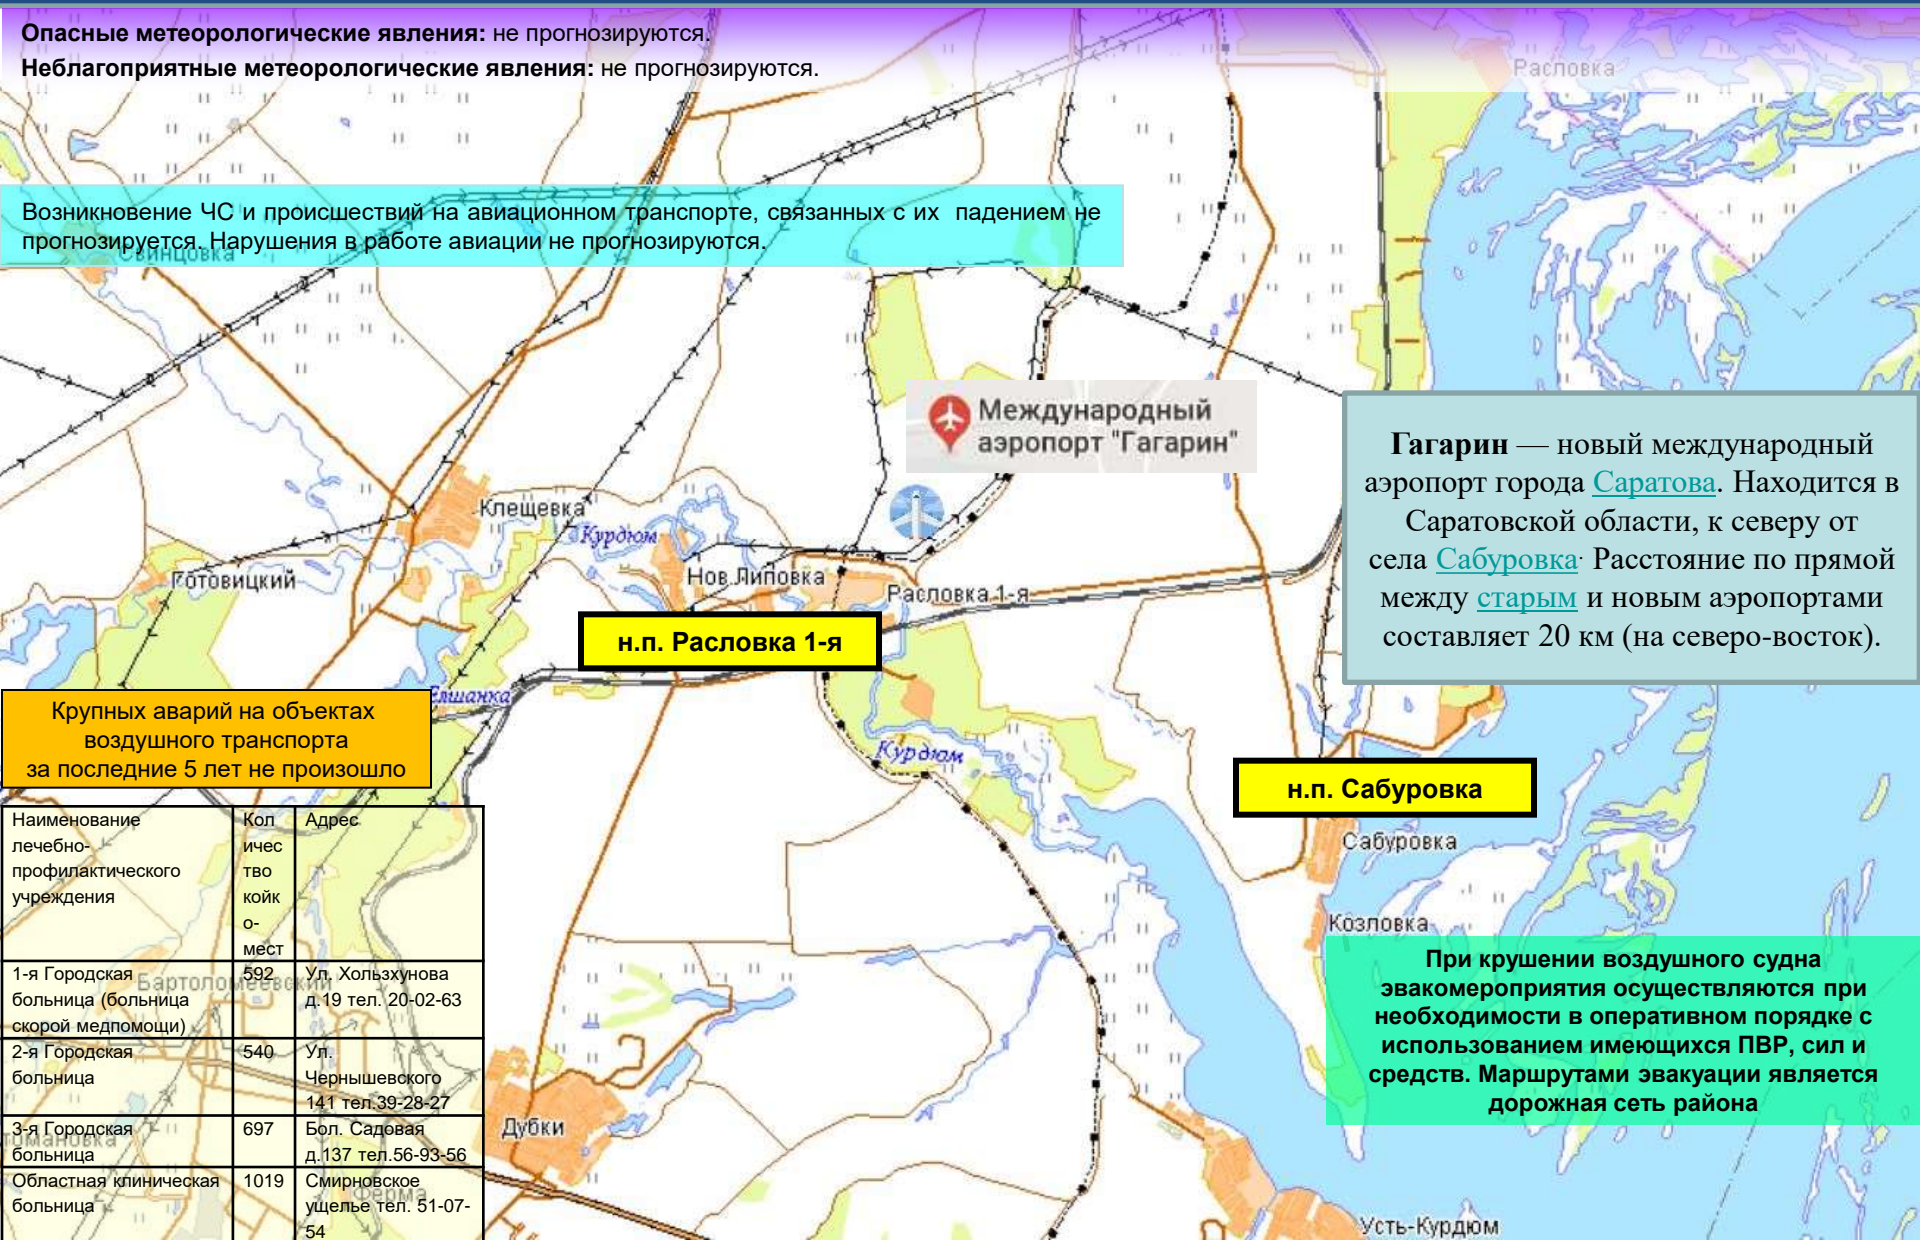 Опасные метеорологические явления: не прогнозируются.
Неблагоприятные метеорологические явления: не прогнозируются.
Расловка
Возникновение ЧС и происшествий на авиационном транспорте, связанных с их падением не
прогнозируется. Нарушения в работе авиации не прогнозируются.
Свинцовка
Международный
аэропорт "Гагарин"
Гагарин — новый международный
аэропорт города Саратова. Находится в
Саратовской области, к северу от
села Сабуровка· Расстояние по прямой
между старым и новым аэропортами
составляет 20 км (на северо-восток).
Клещевка
Курдюм
Готовицкий
Нов.Липовка
Расловка 1-я
н.п. Расловка 1-я
Елшанка
Крупных аварий на объектах
воздушного транспорта
за последние 5 лет не произошло
Курдюм
н.п. Сабуровка
Сабуровка
Козловка
При крушении воздушного судна
эвакомероприятия осуществляются при
необходимости в оперативном порядке с
использованием имеющихся ПВР, сил и
средств. Маршрутами эвакуации является
дорожная сеть района
Наименование
лечебно-
профилактического
учреждения
Кол
ичес
тво
койк
о-
мест
Адрес
1-я Городская
больница (больница
скорой медпомощи)
592
Ул. Хользхунова
д.19 тел. 20-02-63
Бартоломеевский
2-я Городская
больница
540
Ул.
Чернышевского
141 тел.39-28-27
3-я Городская
больница
697
Бол. Садовая
д.137 тел.56-93-56
Областная клиническая
больница
1019
Смирновское
ущелье тел. 51-07-
54
Ферма
Дубки
Усть-Курдюм